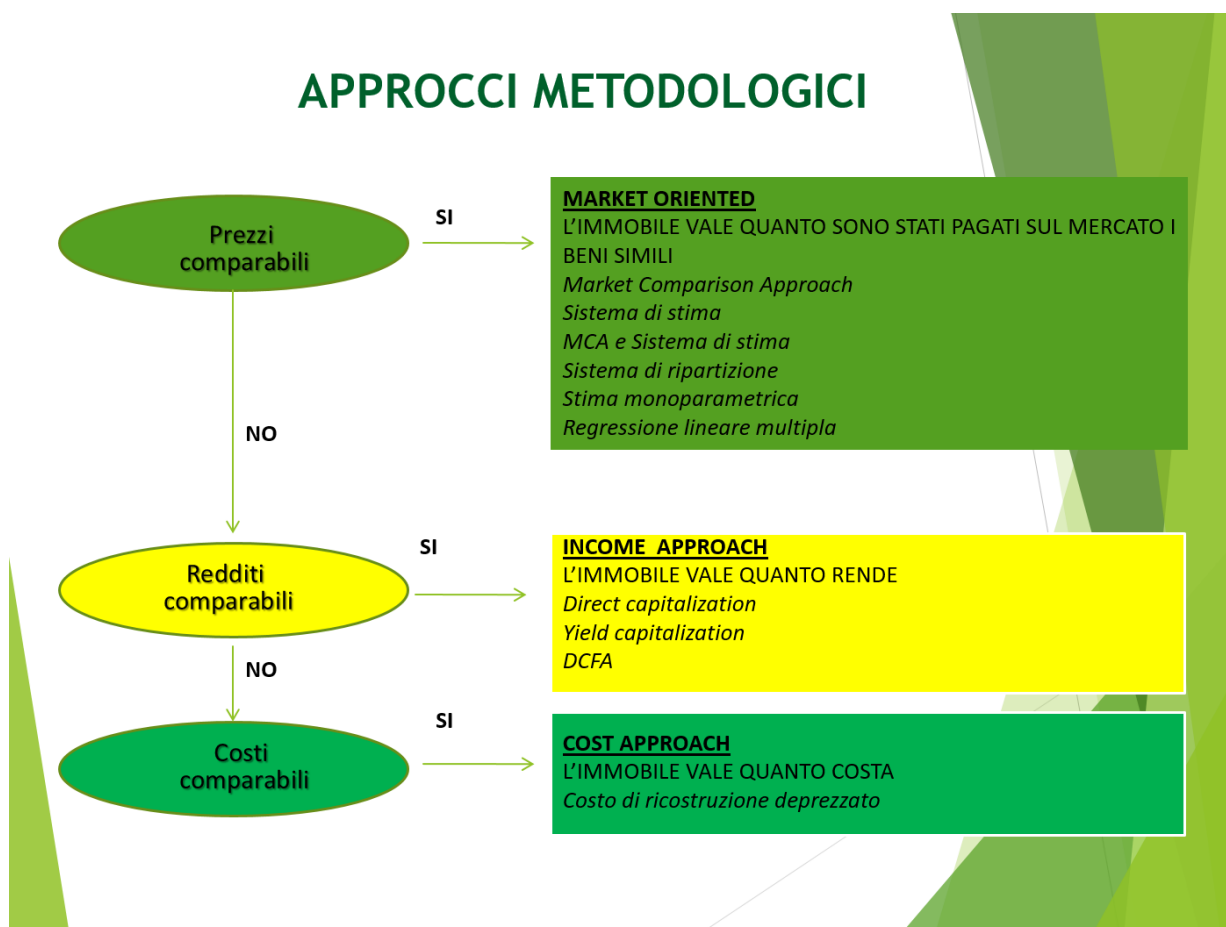 APPROCCI METODOLOGICI
Prezzi
comparabili
SI
MARKET ORIENTED
L’IMMOBILE VALE QUANTO SONO STATI PAGATI SUL MERCATO I
BENI SIMILI
Market Comparison Approach
Sistema di stima
MCA e Sistema di stima
Sistema di ripartizione
Stima monoparametrica
Regressione lineare multipla
NO
Redditi
comparabili
SI
INCOME APPROACH
L’IMMOBILE VALE QUANTO RENDE
Direct capitalization
Yield capitalization
DCFA
NO
Costi
comparabili
SI
COST APPROACH
L’IMMOBILE VALE QUANTO COSTA
Costo di ricostruzione deprezzato